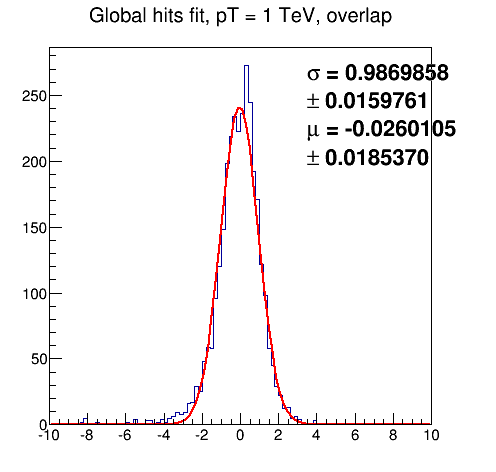 Global hits fit, pT = 1 TeV, overlap
σ = 0.9869858
± 0.0159761
μ = -0.0260105
± 0.0185370
250
200
150
100
50
0
-10 -8 -6 -4 -2 0 2 4 6 8 10